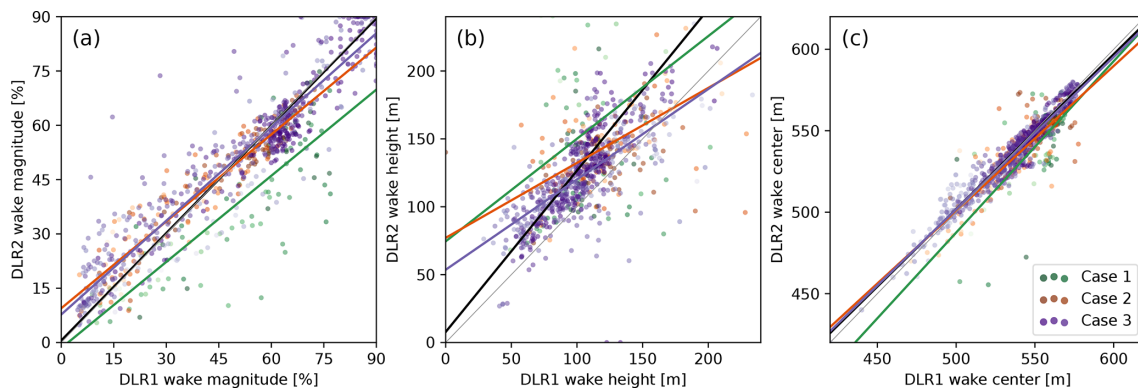 (a)
DLR2 wake magnitude [%]
90
75
60
45
30
15
0
0 15 30 45 60 75 90
DLR1 wake magnitude [%]
(b)
DLR2 wake height [m]
200
150
100
50
0
0 50 100 150 200
DLR1 wake height [m]
(c)
DLR2 wake center [m]
600
550
500
450
450 500 550 600
DLR1 wake center [m]
Case 1
Case 2
Case 3